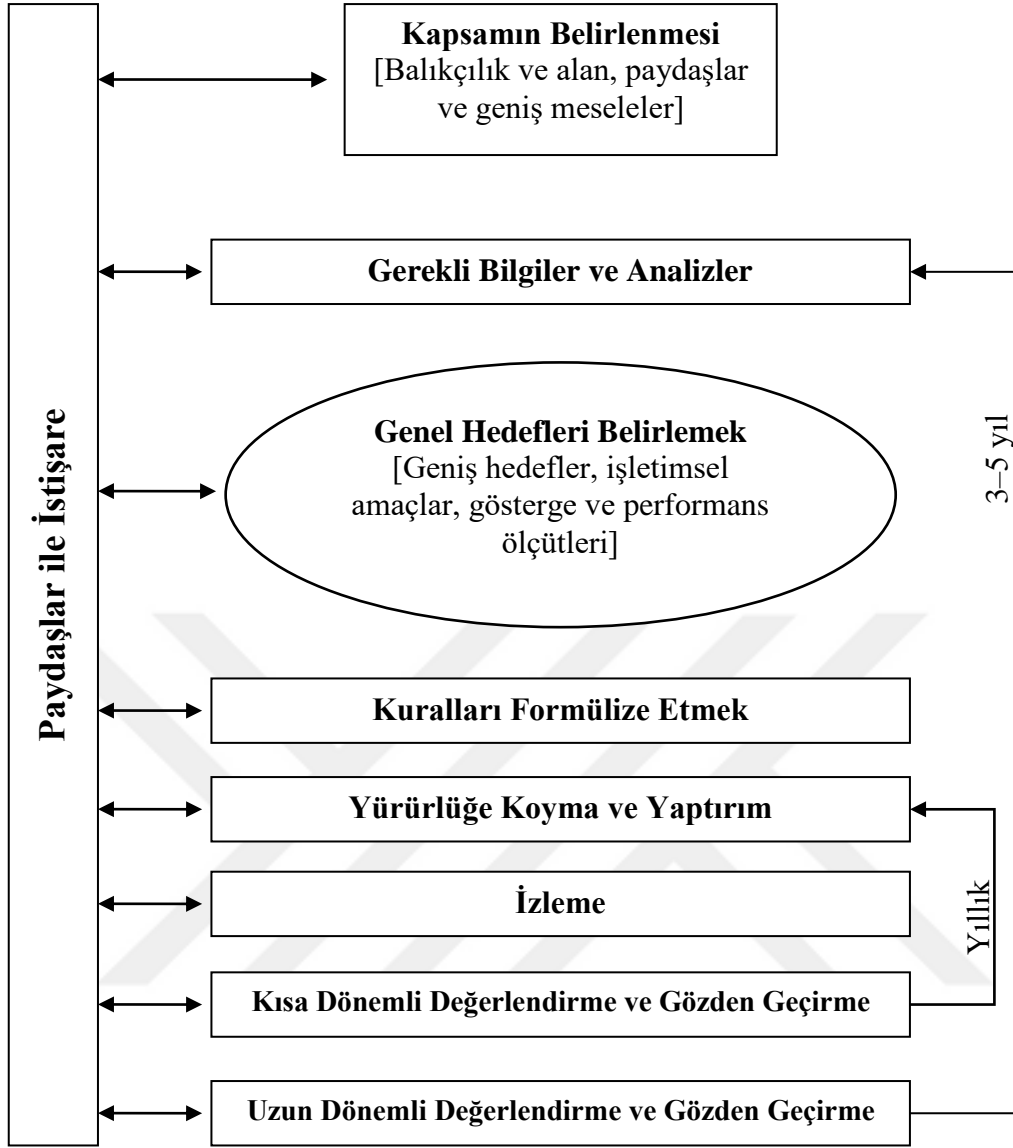 Paydaşlar ile İstişare
Kapsamın Belirlenmesi
[Balıkçılık ve alan, paydaşlar
ve geniş meseleler]
Gerekli Bilgiler ve Analizler
Genel Hedefleri Belirlemek
[Geniş hedefler, işletimsel
amaçlar, gösterge ve performans
ölçütleri]
3–5 yıl
Kuralları Formülize Etmek
Yürürlüğe Koyma ve Yaptırım
İzleme
Yıllık
Kısa Dönemli Değerlendirme ve Gözden Geçirme
Uzun Dönemli Değerlendirme ve Gözden Geçirme